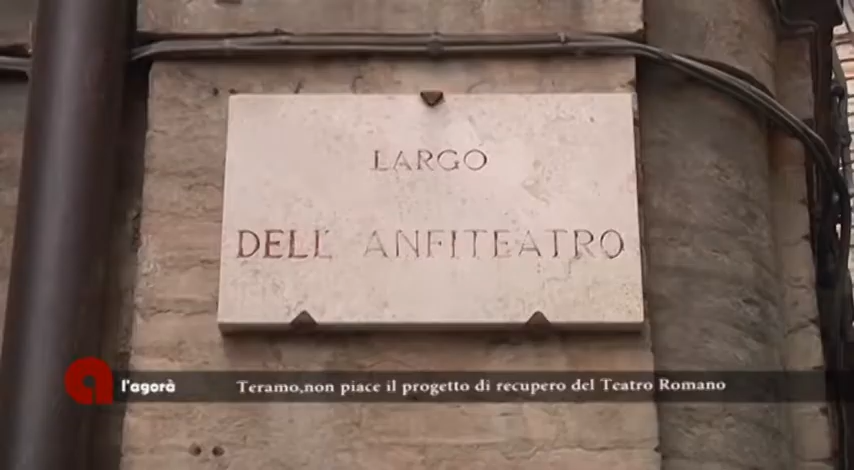 LARGO
DELL' ANFITEATRO
l'agorà
Teramo,non piace il progetto di recupero del Teatro Romano